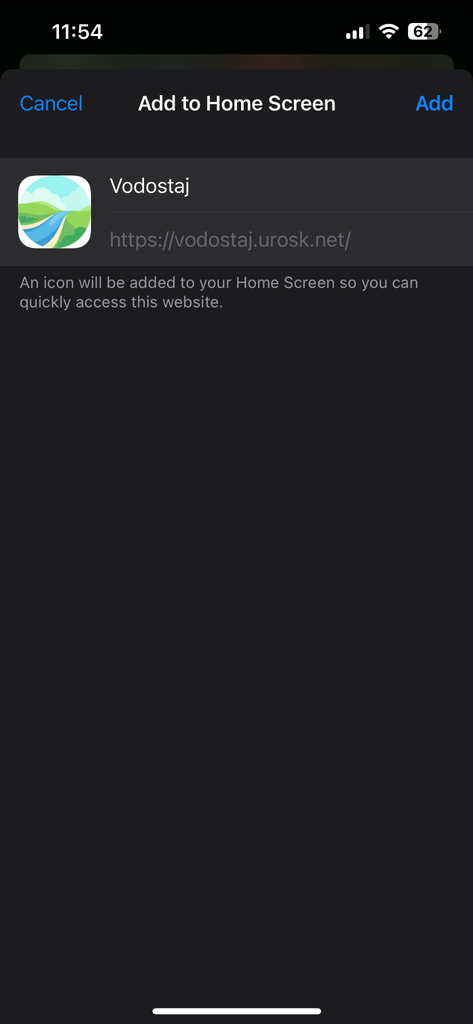 11:54
62
Cancel
Add to Home Screen
Add
Vodostaj
https://vodostaj.urosk.net/
An icon will be added to your Home Screen so you can
quickly access this website.